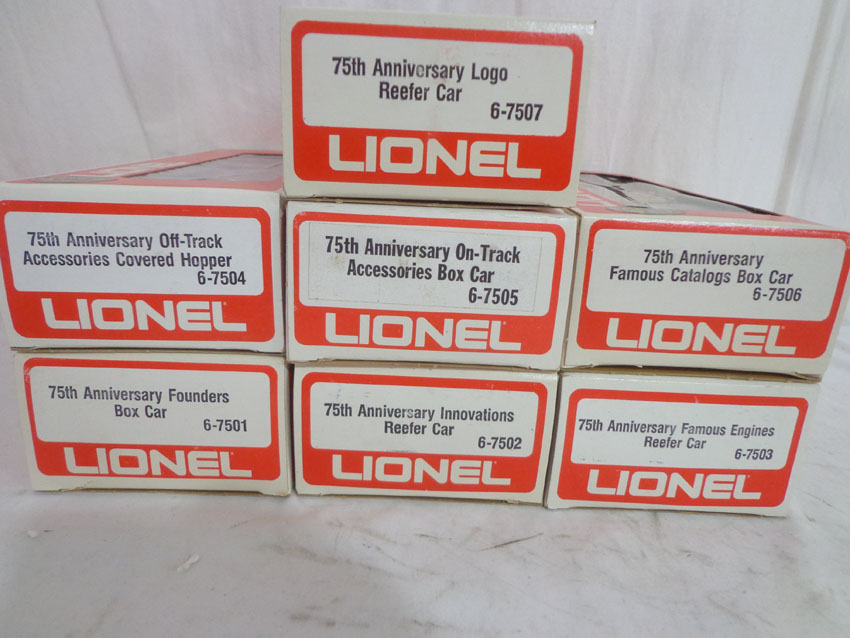 75th Anniversary Logo
Reefer Car
6-7507
LIONEL
75th Anniversary Off-Track
Accessories Covered Hopper
6-7504
LIONEL
75th Anniversary On-Track
Accessories Box Car
6-7505
LIONEL
75th Anniversary
Famous Catalogs Box Car
6-7506
LIONEL
75th Anniversary Founders
Box Car
6-7501
LIONEL
75th Anniversary Innovations
Reefer Car
6-7502
LIONEL
75th Anniversary Famous Engines
Reefer Car
6-7503
LIONEL